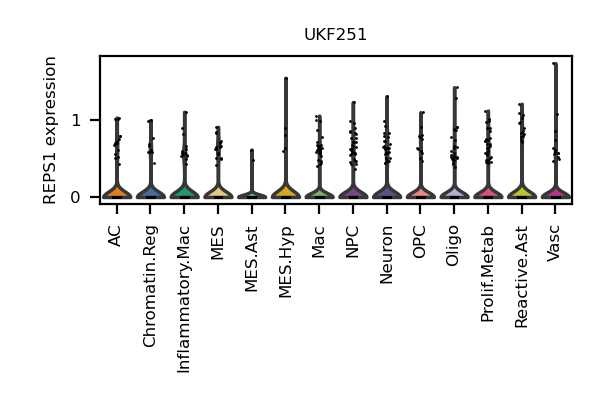 UKF251
REPS1 expression
1
0
AC
Chromatin.Reg
Inflammatory.Mac
MES
MES.Ast
MES.Hyp
Mac
NPC
Neuron
OPC
Oligo
Prolif.Metab
Reactive.Ast
Vasc